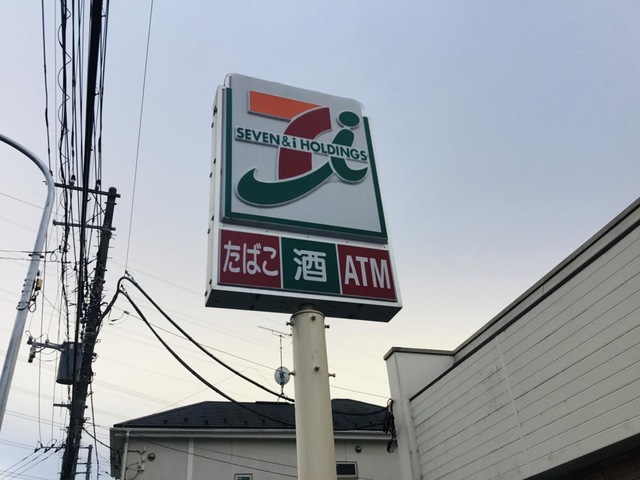 SEVEN & i HOLDINGS
たばこ 酒 ATM